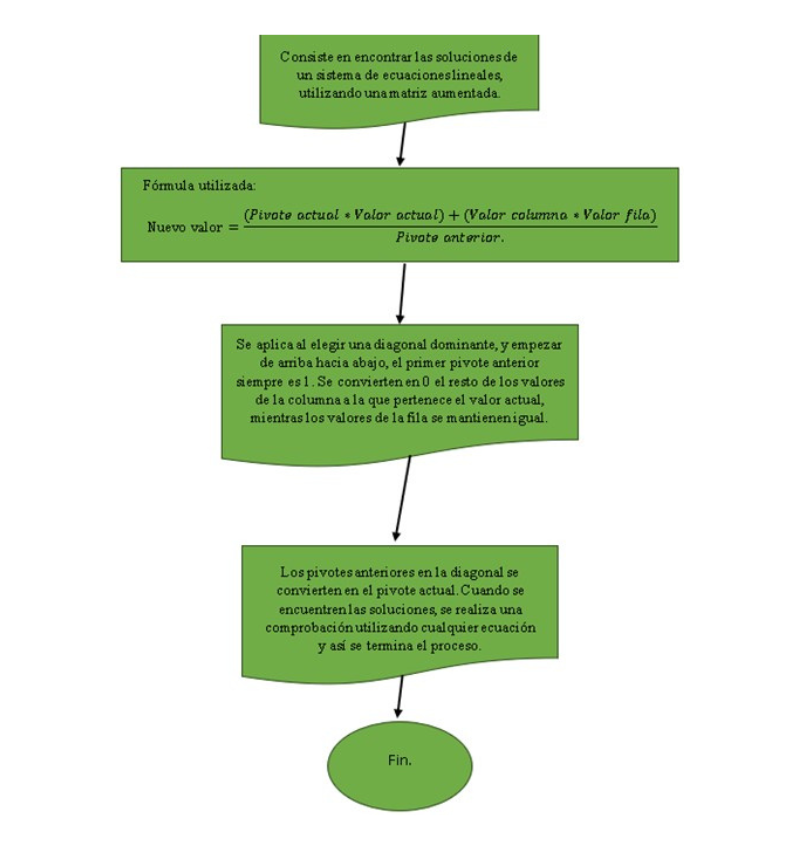 Consiste en encontrar las soluciones de
un sistema de ecuaciones lineales,
utilizando una matriz aumentada.
Fórmula utilizada:
Nuevo valor = (Pivote actual * Valor actual) + (Valor columna * Valor fila)
Pivote anterior.
Se aplica al elegir una diagonal dominante, y empezar
de arriba hacia abajo, el primer pivote anterior
siempre es 1. Se convierten en 0 el resto de los valores
de la columna a la que pertenece el valor actual,
mientras los valores de la fila se mantienen igual.
Los pivotes anteriores en la diagonal se
convierten en el pivote actual. Cuando se
encuentren las soluciones, se realiza una
comprobación utilizando cualquier ecuación
y así se termina el proceso.
Fin.